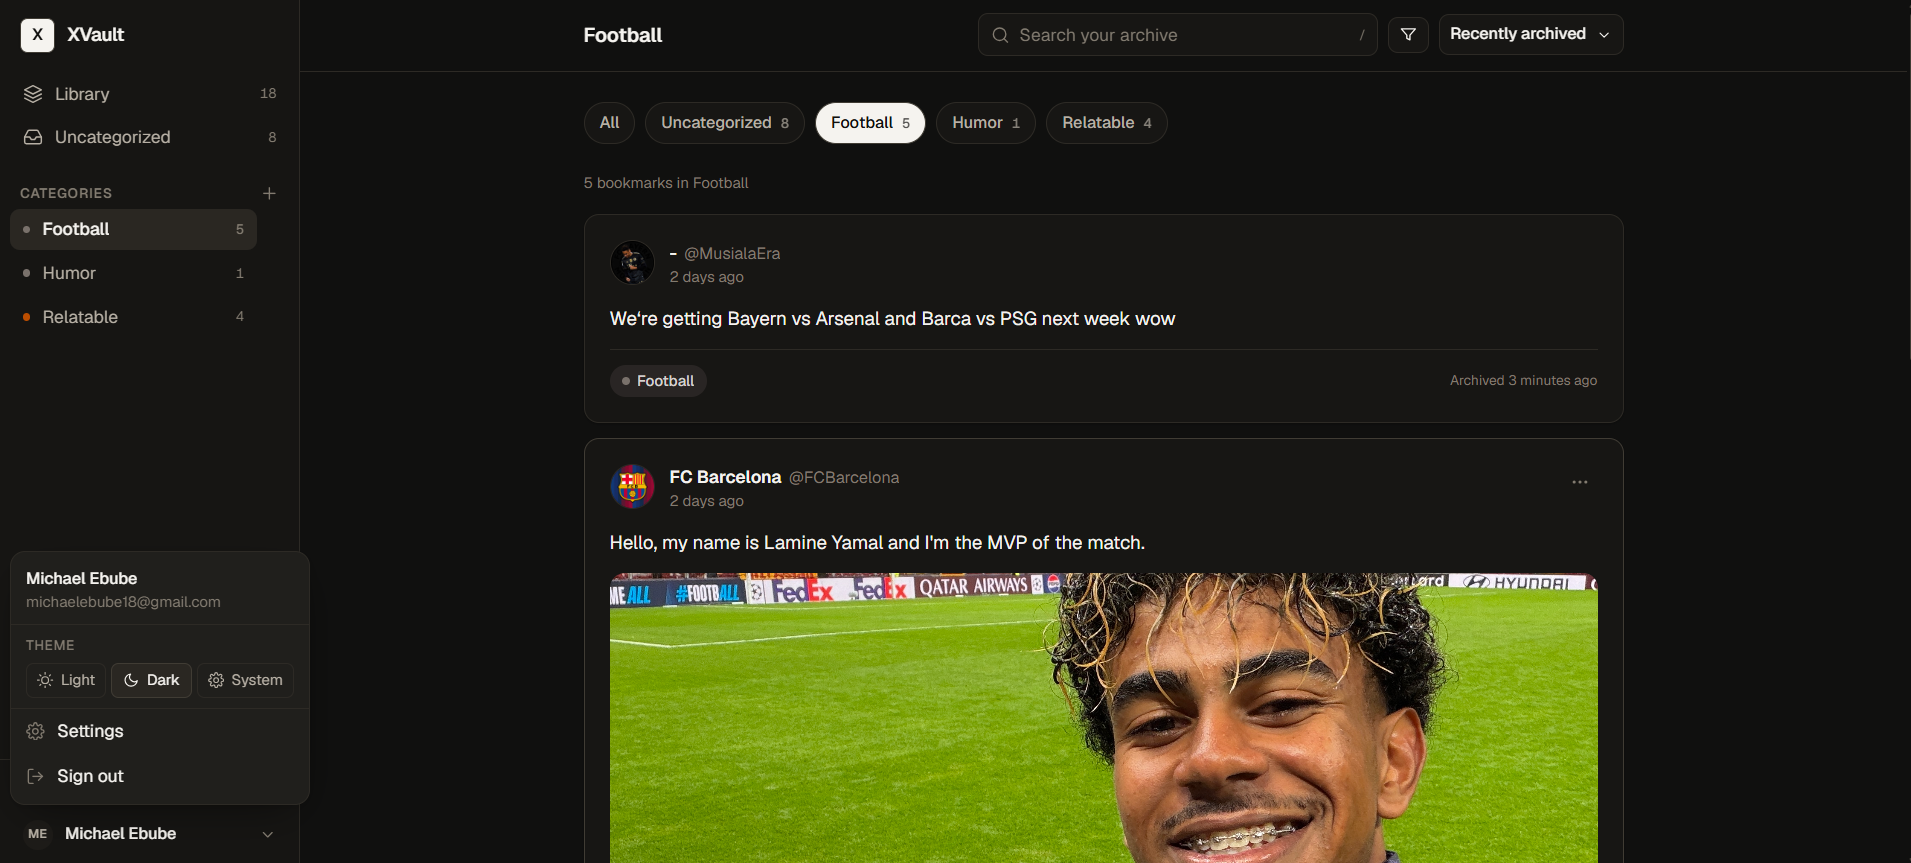 X XVault
Library 18
Uncategorized 8
CATEGORIES
Football 5
Humor 1
Relatable 4
Michael Ebube
michaelebube18@gmail.com
THEME
Light Dark System
Settings
Sign out
ME Michael Ebube
Football
Search your archive /
Recently archived
All Uncategorized 8 Football 5 Humor 1 Relatable 4
5 bookmarks in Football
- @MusialaEra
2 days ago
We‘re getting Bayern vs Arsenal and Barca vs PSG next week wow
Football Archived 3 minutes ago
FC Barcelona @FCBarcelona
2 days ago
Hello, my name is Lamine Yamal and I'm the MVP of the match.
ME ALL #FOOTBALL FedEx FedEx QATAR AIRWAYS HYUNDAI